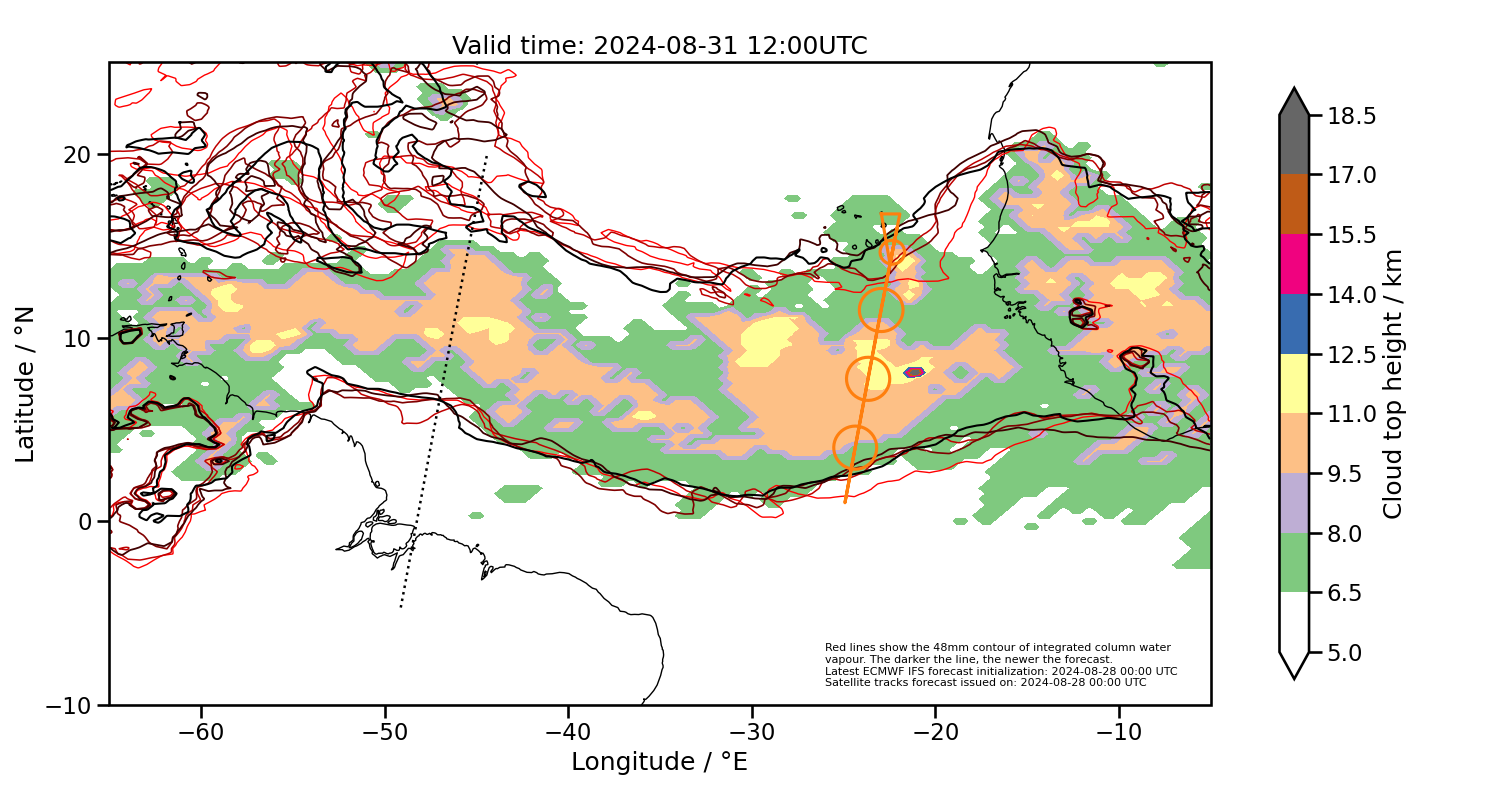 Valid time: 2024-08-31 12:00UTC
20
10
0
−10
Latitude / °N
−60
−50
−40
−30
−20
−10
Longitude / °E
Red lines show the 48mm contour of integrated column water
vapour. The darker the line, the newer the forecast.
Latest ECMWF IFS forecast initialization: 2024-08-28 00:00 UTC
Satellite tracks forecast issued on: 2024-08-28 00:00 UTC
18.5
17.0
15.5
14.0
12.5
11.0
9.5
8.0
6.5
5.0
Cloud top height / km